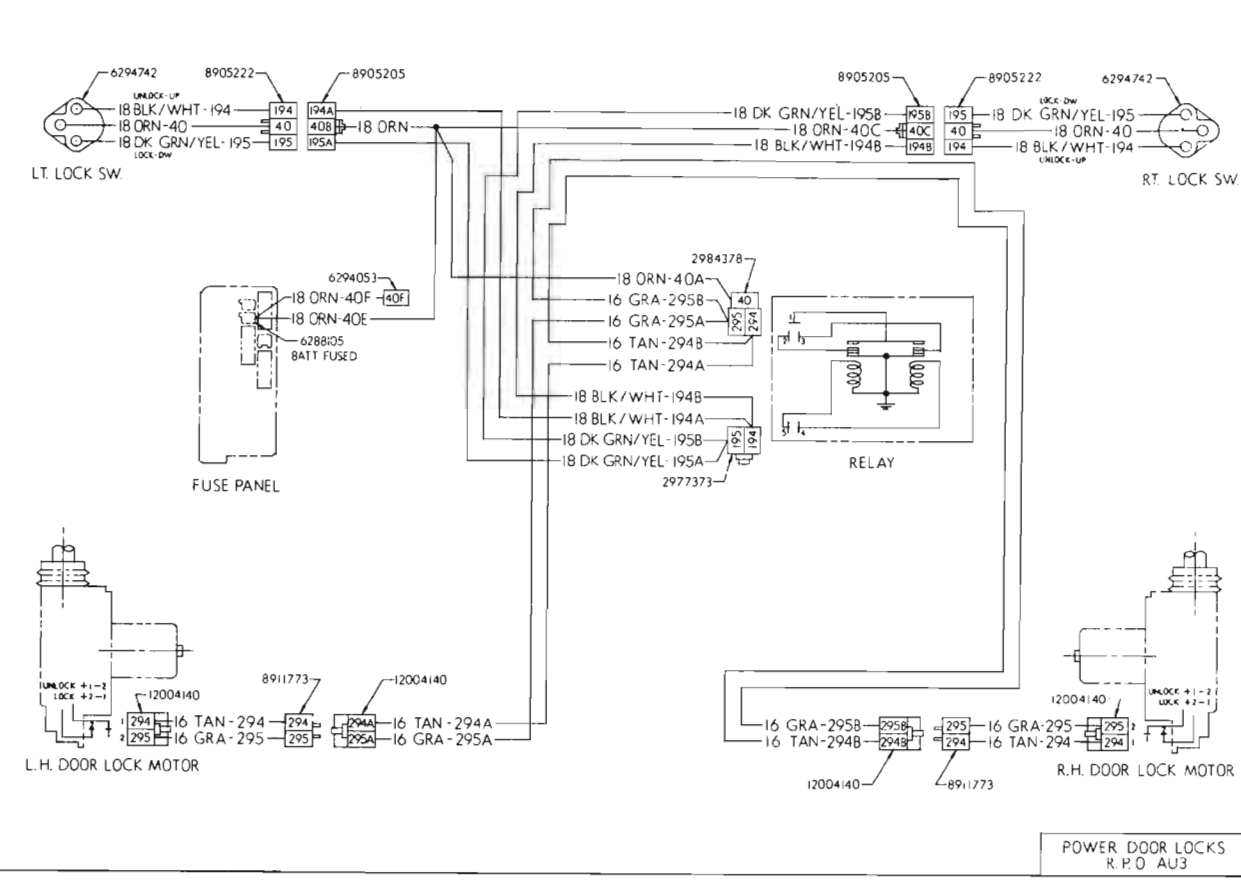 6294742
8905222
8905205
UNLOCK-UP
18 BLK/WHT-194
194
194A
18 ORN-40
40
40B
18 ORN
18 DK GRN/YEL-195
195
195A
LOCK-DW
LT. LOCK SW.
8905205
8905222
6294742
LOCK-DW
18 DK GRN/YEL-195B
195B
195
18 DK GRN/YEL-195
18 ORN-40C
40C
40
18 ORN-40
18 BLK/WHT-194B
194B
194
18 BLK/WHT-194
UNLOCK-UP
RT. LOCK SW.
6294053
18 ORN-40F
40F
18 ORN-40E
6288105
8ATT FUSED
FUSE PANEL
2984378
18 ORN-40A
40
16 GRA-295B
16 GRA-295A
295
294
16 TAN-294B
16 TAN-294A
18 BLK/WHT-194B
18 BLK/WHT-194A
18 DK GRN/YEL-195B
195
194
18 DK GRN/YEL-195A
2977373
1
2
3
5
4
RELAY
UNLOCK +1-2
LOCK +2-1
12004140
8911773
12004140
1
294
16 TAN-294
294
294A
16 TAN-294A
2
295
16 GRA-295
295
295A
16 GRA-295A
L.H. DOOR LOCK MOTOR
UNLOCK +1-2
LOCK +2-1
12004140
16 GRA-295B
295B
295
16 GRA-295
295
2
16 TAN-294B
294B
294
16 TAN-294
294
1
12004140
8911773
R.H. DOOR LOCK MOTOR
POWER DOOR LOCKS
R.P.O AU3